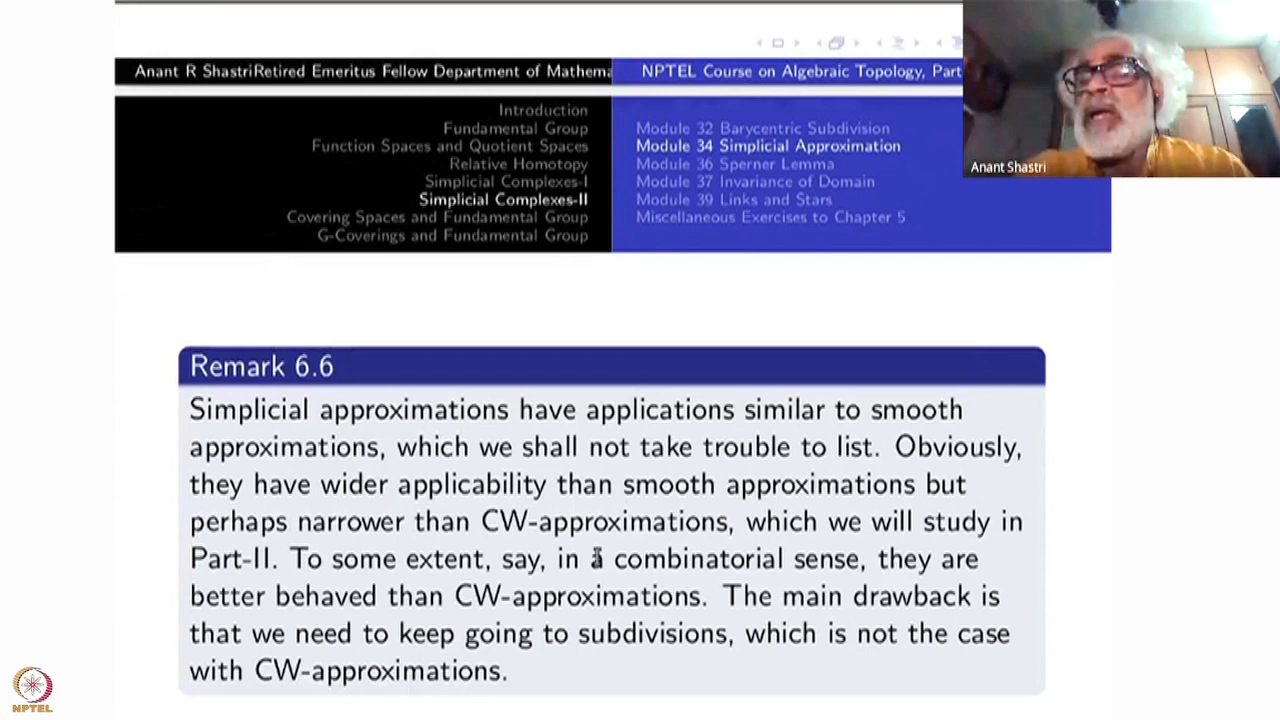 Anant R ShastriRetired Emeritus Fellow Department of Mathema
NPTEL Course on Algebraic Topology, Part
Introduction
Fundamental Group
Function Spaces and Quotient Spaces
Relative Homotopy
Simplicial Complexes-I
Simplicial Complexes-II
Covering Spaces and Fundamental Group
G-Coverings and Fundamental Group
Module 32 Barycentric Subdivision
Module 34 Simplicial Approximation
Module 36 Sperner Lemma
Module 37 Invariance of Domain
Module 39 Links and Stars
Miscellaneous Exercises to Chapter 5
Anant Shastri
Remark 6.6
Simplicial approximations have applications similar to smooth
approximations, which we shall not take trouble to list. Obviously,
they have wider applicability than smooth approximations but
perhaps narrower than CW-approximations, which we will study in
Part-II. To some extent, say, in a combinatorial sense, they are
better behaved than CW-approximations. The main drawback is
that we need to keep going to subdivisions, which is not the case
with CW-approximations.
NPTEL